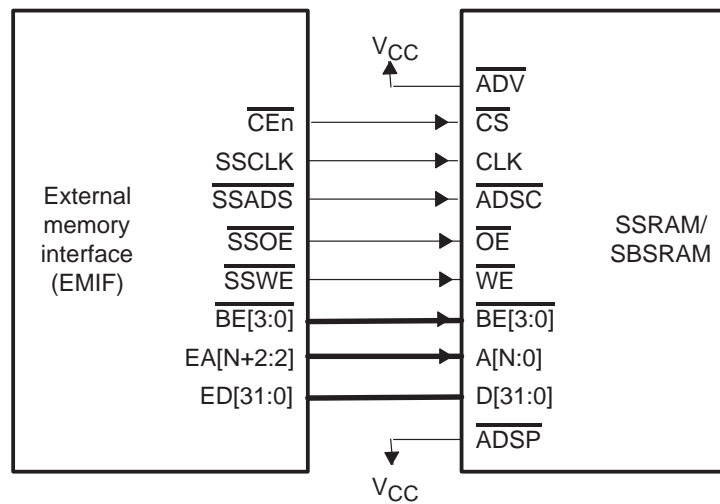 VCC
ADV
CEn
CS
SSCLK
CLK
SSADS
ADSC
SSOE
OE
SSWE
WE
BE[3:0]
BE[3:0]
EA[N+2:2]
A[N:0]
ED[31:0]
D[31:0]
ADSP
VCC
External
memory
interface
(EMIF)
SSRAM/
SBSRAM